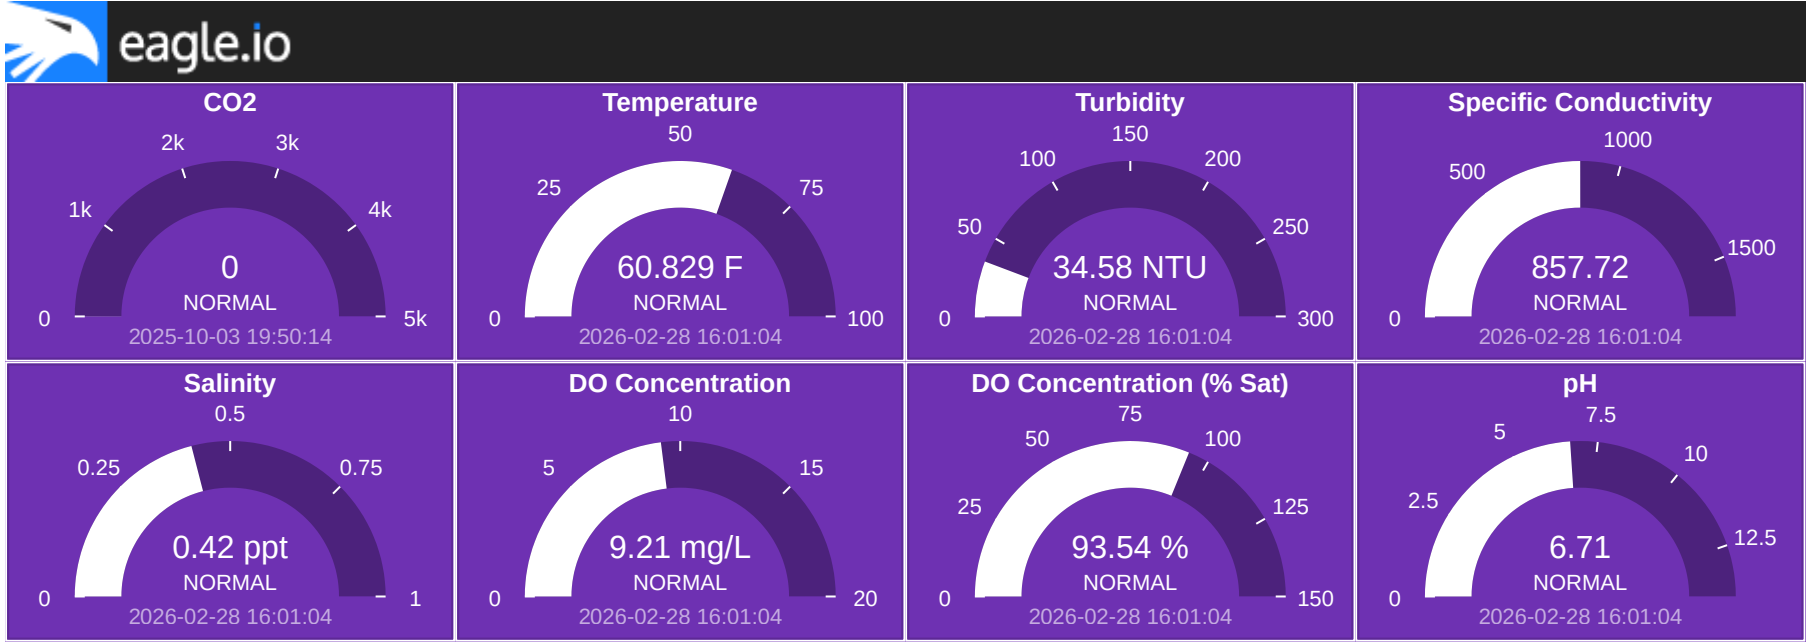 eagle.io
CO2
2k 3k
1k 4k
0 5k
0
NORMAL
2025-10-03 19:50:14
Temperature
50
25 75
0 100
60.829 F
NORMAL
2026-02-28 16:01:04
Turbidity
150
100 200
50 250
0 300
34.58 NTU
NORMAL
2026-02-28 16:01:04
Specific Conductivity
1000
500
1500
0
857.72
NORMAL
2026-02-28 16:01:04
Salinity
0.5
0.25 0.75
0 1
0.42 ppt
NORMAL
2026-02-28 16:01:04
DO Concentration
10
5 15
0 20
9.21 mg/L
NORMAL
2026-02-28 16:01:04
DO Concentration (% Sat)
75
50 100
25 125
0 150
93.54 %
NORMAL
2026-02-28 16:01:04
pH
7.5
5
10
2.5
12.5
0
6.71
NORMAL
2026-02-28 16:01:04